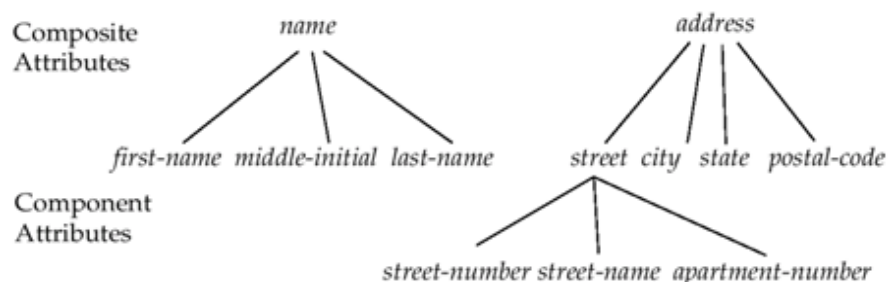 Composite Attributes
name
address
first-name middle-initial last-name
street city state postal-code
Component Attributes
street-number street-name apartment-number